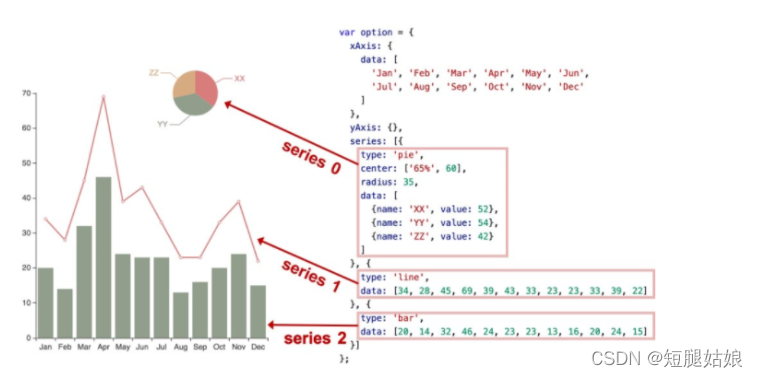 var option = {
xAxis: {
data: [
'Jan', 'Feb', 'Mar', 'Apr', 'May', 'Jun',
'Jul', 'Aug', 'Sep', 'Oct', 'Nov', 'Dec'
]
},
yAxis: {},
series: [{
type: 'pie',
center: ['65%', 60],
radius: 35,
data: [
{name: 'XX', value: 52},
{name: 'YY', value: 54},
{name: 'ZZ', value: 42}
]
}, {
type: 'line',
data: [34, 28, 45, 69, 39, 43, 33, 23, 23, 33, 39, 22]
}, {
type: 'bar',
data: [20, 14, 32, 46, 24, 23, 23, 13, 16, 20, 24, 15]
}]
};
ZZ
XX
YY
series 0
series 1
series 2
70
60
50
40
30
20
10
0
Jan Feb Mar Apr May Jun Jul Aug Sep Oct Nov Dec
CSDN @短腿姑娘